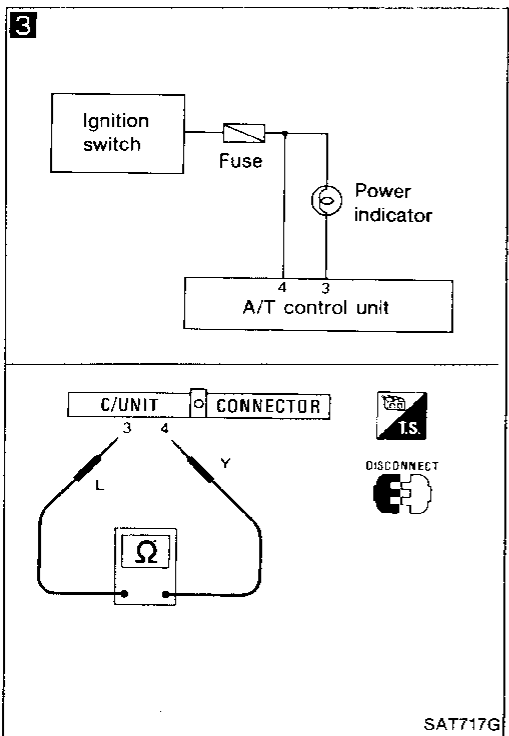 3
Ignition
switch
Fuse
Power
indicator
4 3
A/T control unit
C/UNIT CONNECTOR
3 4
L
Y
Ω
T.S.
DISCONNECT
SAT717G